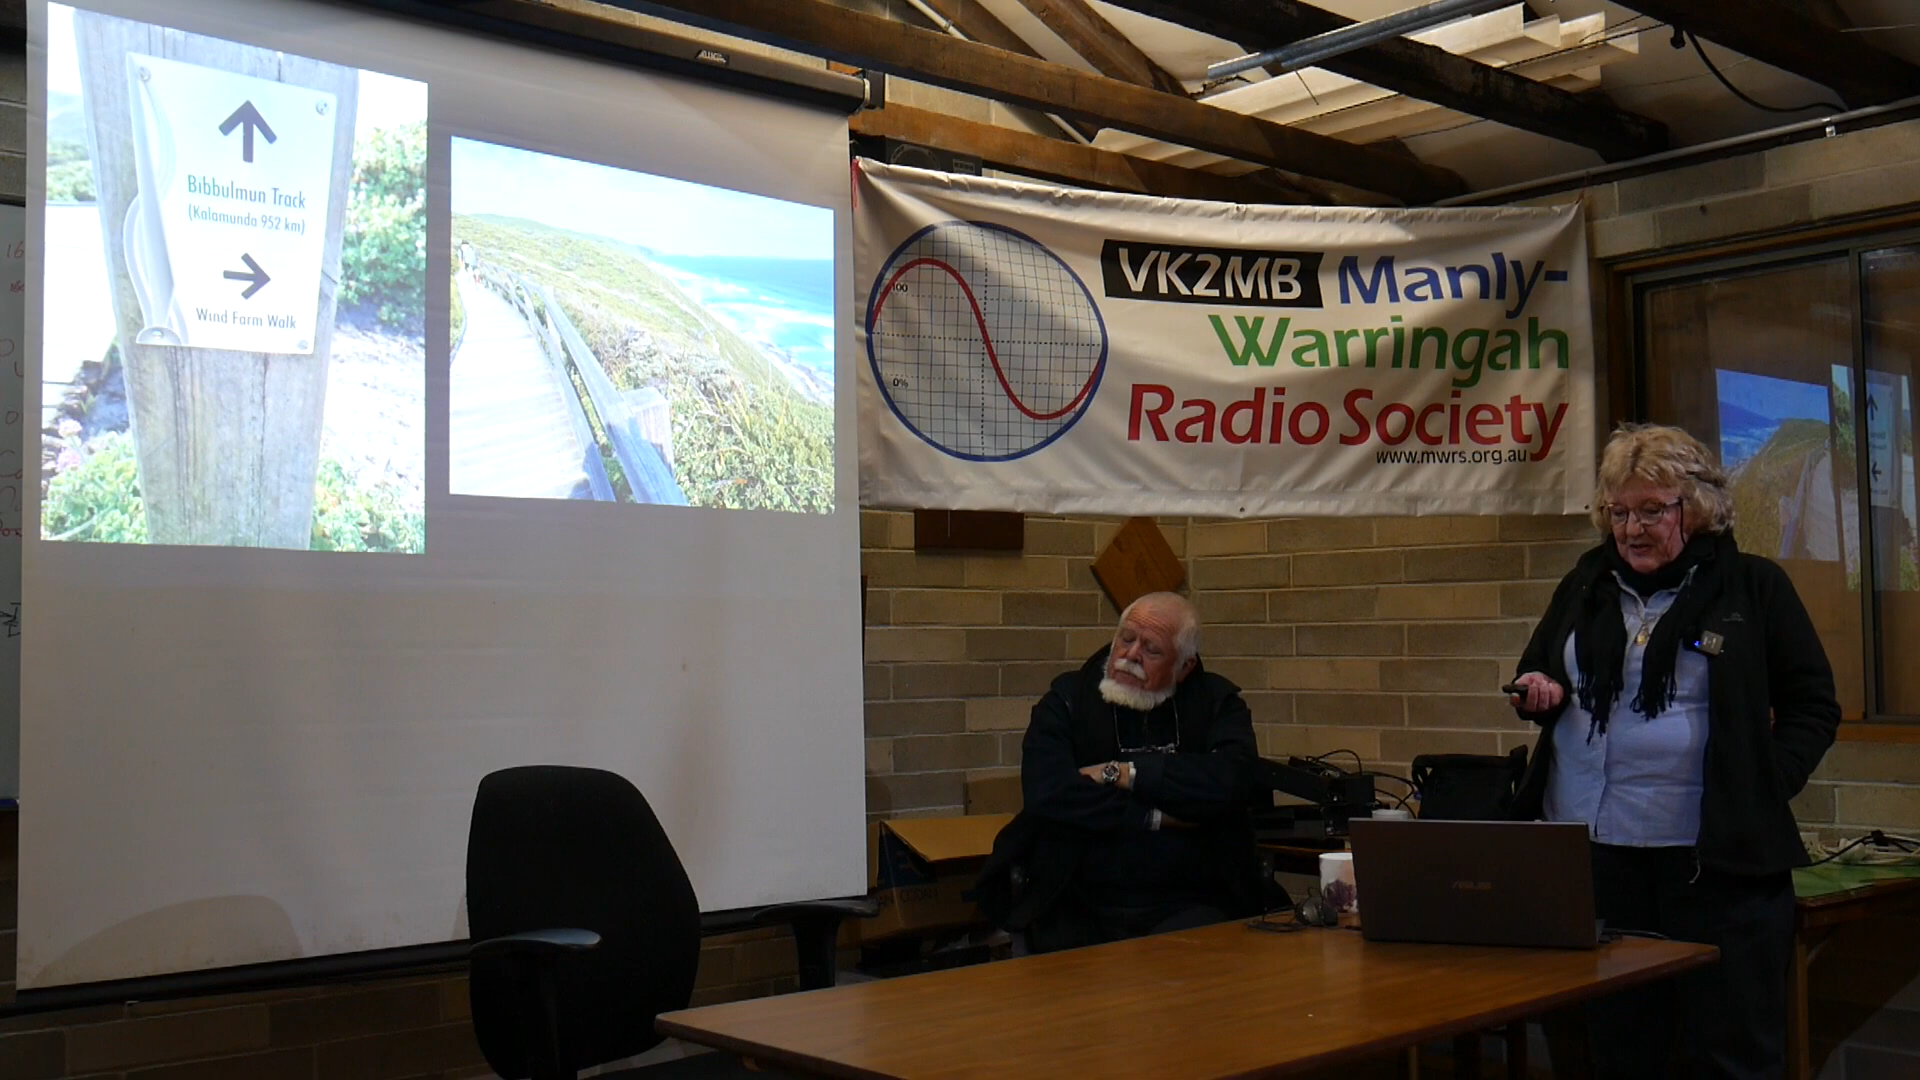 Bibbulmun Track
(Kalamunda 952 km)
Wind Farm Walk
VK2MB Manly-
Warringah
Radio Society
www.mwrs.org.au
100
0%
ASUS